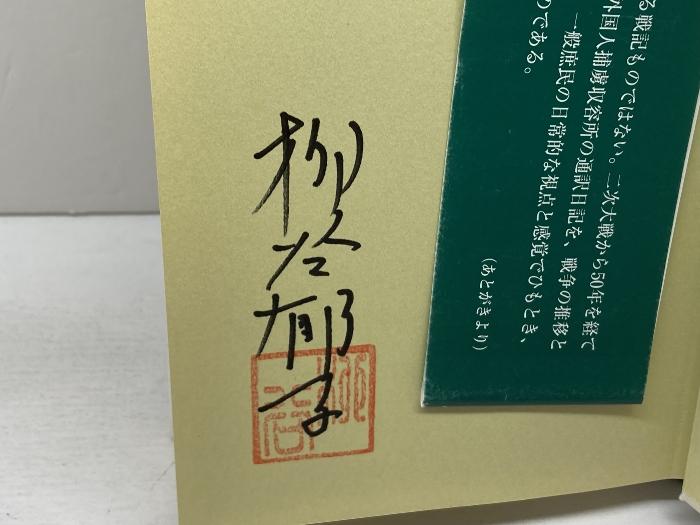 る戦記ものではない。二次大戦から50年を経て
外国人捕虜収容所の通訳日記を、戦争の推移と
一般庶民の日常的な視点と感覚でひもとき、
のである。
(あとがきより)
柳谷郁子